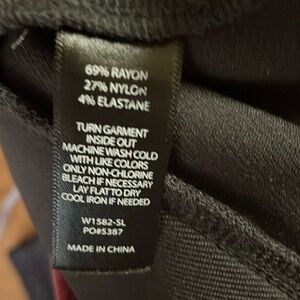 69% RAYON
27% NYLON
4% ELASTANE
TURN GARMENT
INSIDE OUT
MACHINE WASH COLD
WITH LIKE COLORS
ONLY NON-CHLORINE
BLEACH IF NECESSARY
LAY FLAT TO DRY
COOL IRON IF NEEDED
W1582-SL
PO#5387
MADE IN CHINA